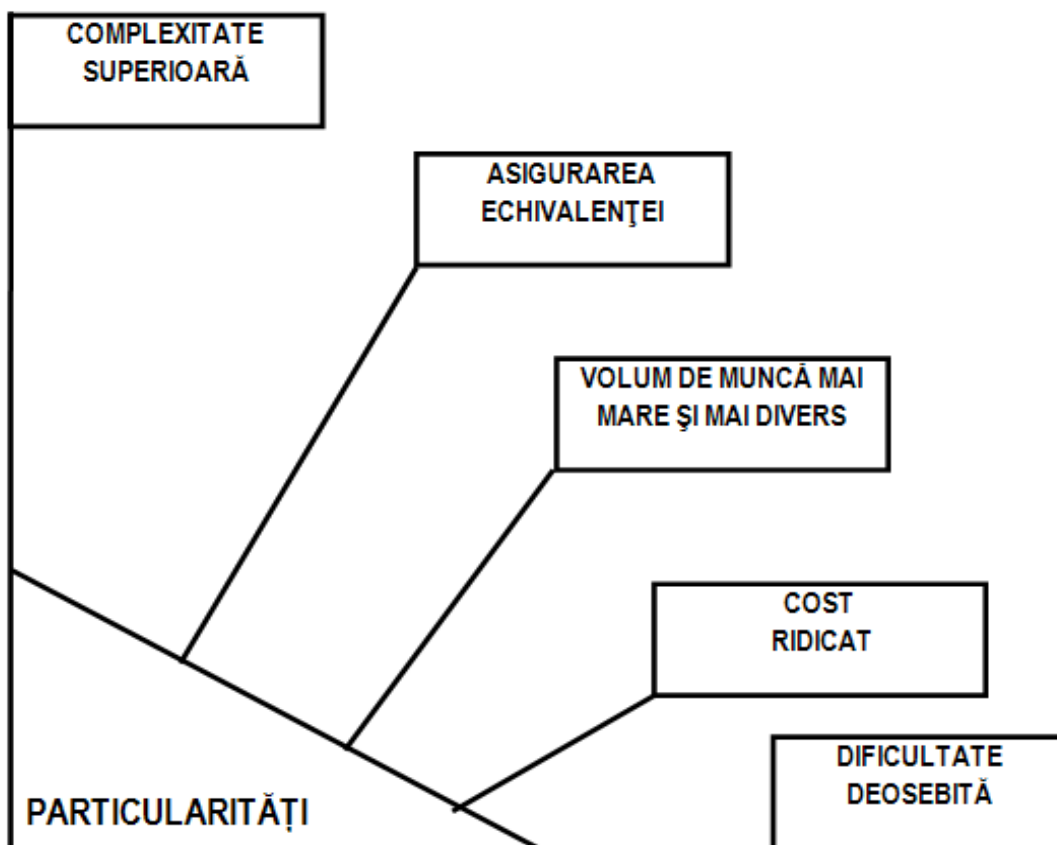 COMPLEXITATE
SUPERIOARĂ
ASIGURAREA
ECHIVALENŢEI
VOLUM DE MUNCĂ MAI
MARE ŞI MAI DIVERS
COST
RIDICAT
DIFICULTATE
DEOSEBITĂ
PARTICULARITĂȚI